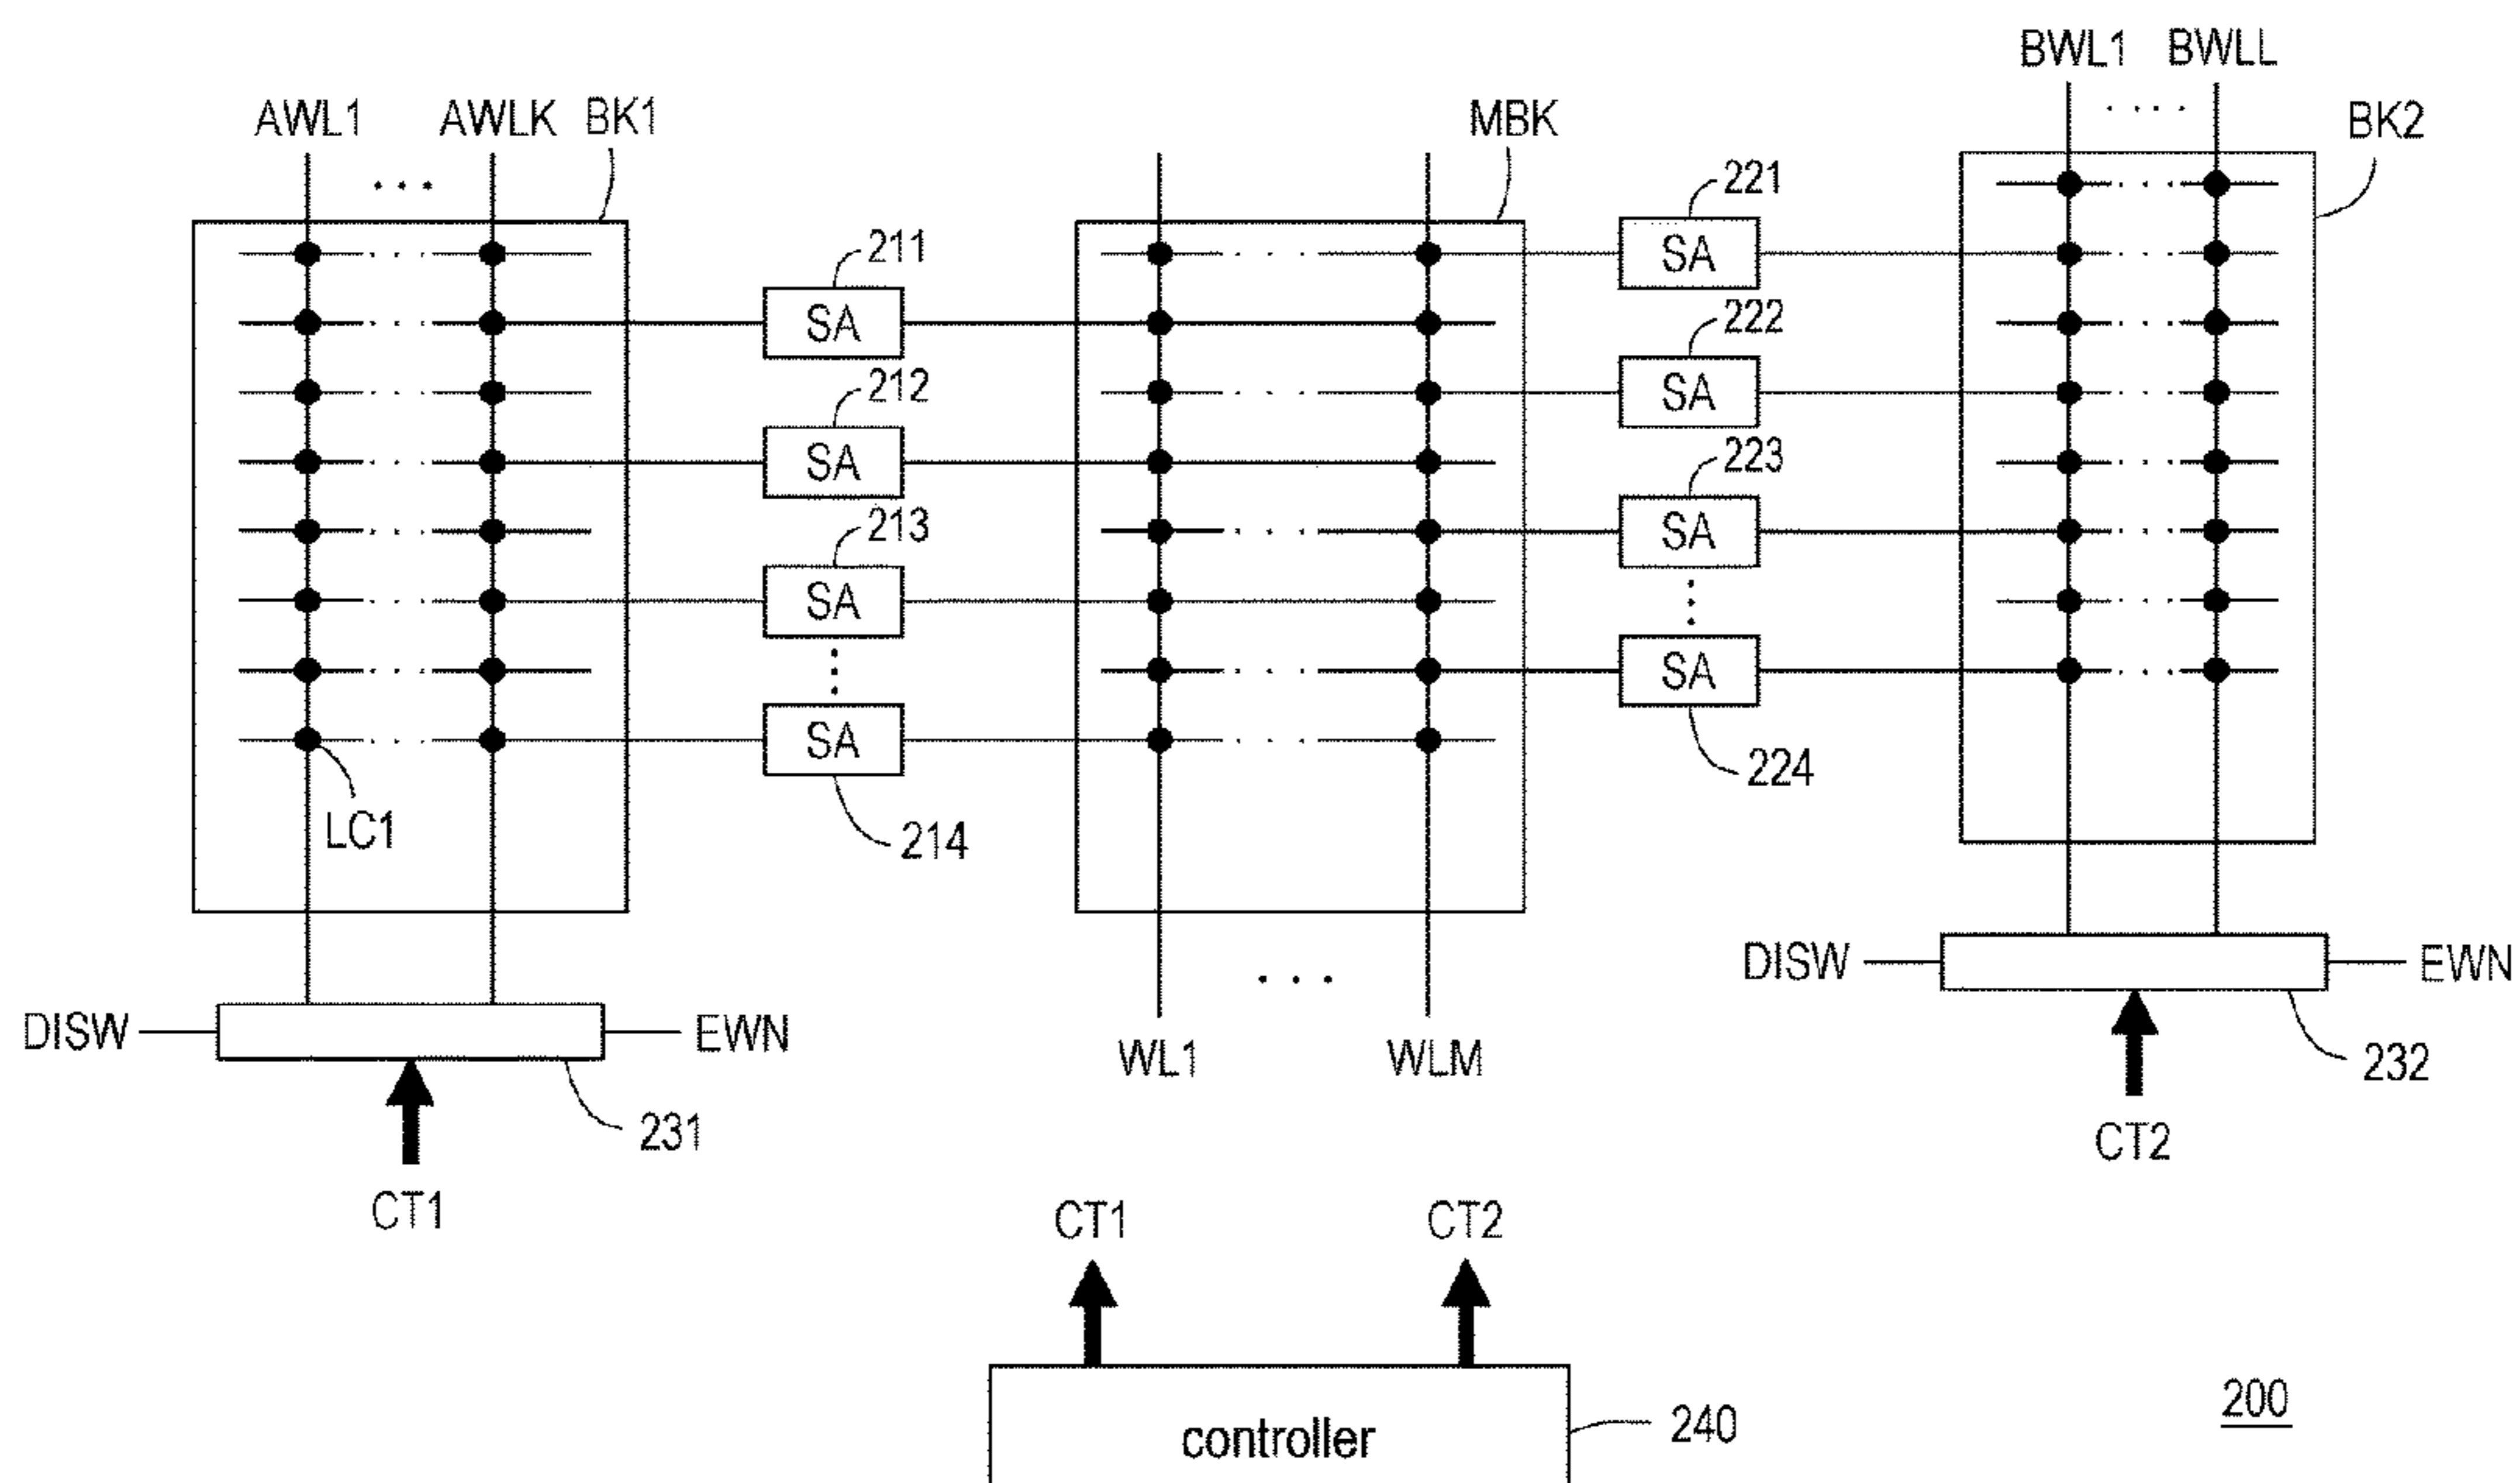 BWL1 BWLL
AWL1 AWLK BK1 MBK BK2
. . . . . . .
211 221
SA SA
212 222
SA SA
213 223
SA SA
214 224
SA SA
LC1
DISW EWN
231
CT1
WL1 . . . WLM
DISW EWN
232
CT2
CT1 CT2
controller
240
200